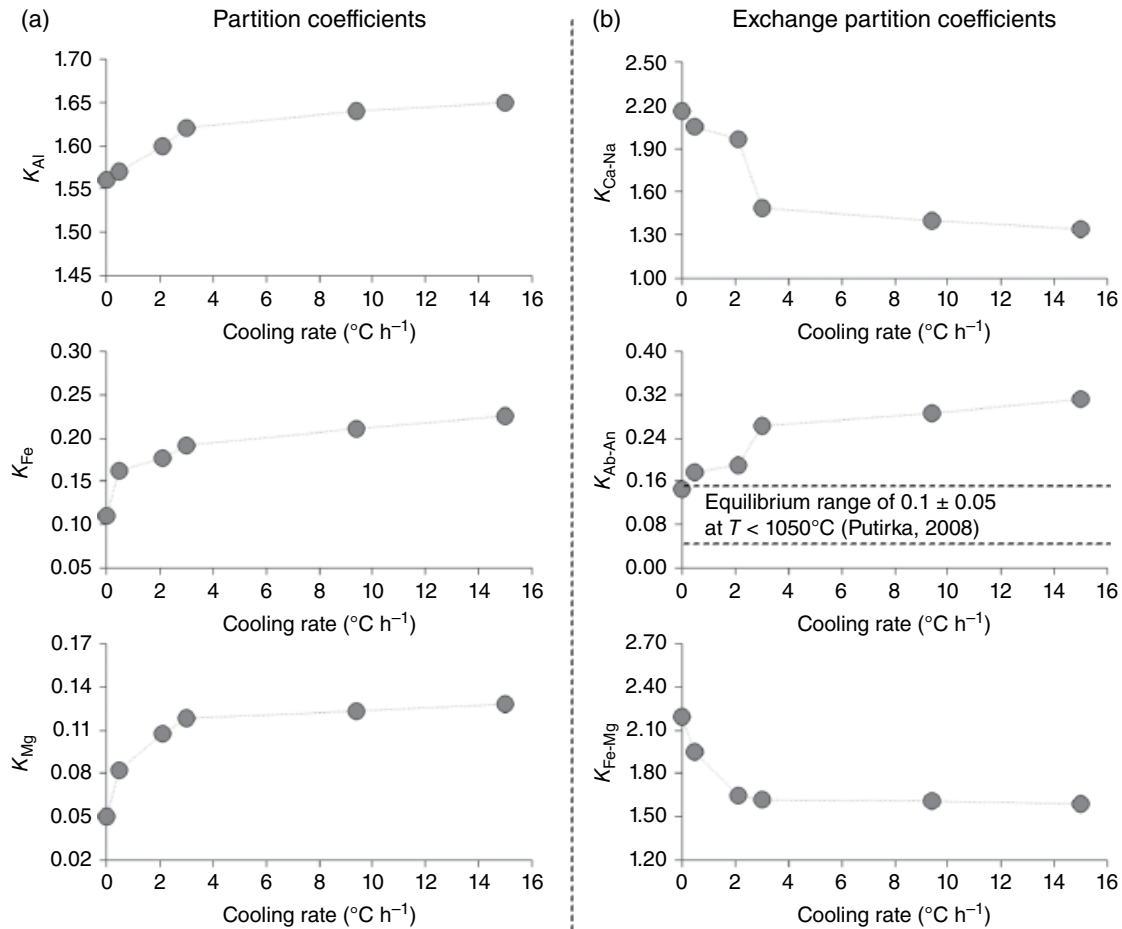 (a) Partition coefficients
1.70
1.65
1.60
1.55
1.50
1.45
K_Al
0 2 4 6 8 10 12 14 16
Cooling rate (°C h⁻¹)
0.30
0.25
0.20
0.15
0.10
0.05
K_Fe
0 2 4 6 8 10 12 14 16
Cooling rate (°C h⁻¹)
0.17
0.14
0.11
0.08
0.05
0.02
K_Mg
0 2 4 6 8 10 12 14 16
Cooling rate (°C h⁻¹)
(b) Exchange partition coefficients
2.50
2.20
1.90
1.60
1.30
1.00
K_Ca-Na
0 2 4 6 8 10 12 14 16
Cooling rate (°C h⁻¹)
0.40
0.32
0.24
0.16
0.08
0.00
K_Ab-An
Equilibrium range of 0.1 ± 0.05
at T < 1050°C (Putirka, 2008)
0 2 4 6 8 10 12 14 16
Cooling rate (°C h⁻¹)
2.70
2.40
2.10
1.80
1.50
1.20
K_Fe-Mg
0 2 4 6 8 10 12 14 16
Cooling rate (°C h⁻¹)